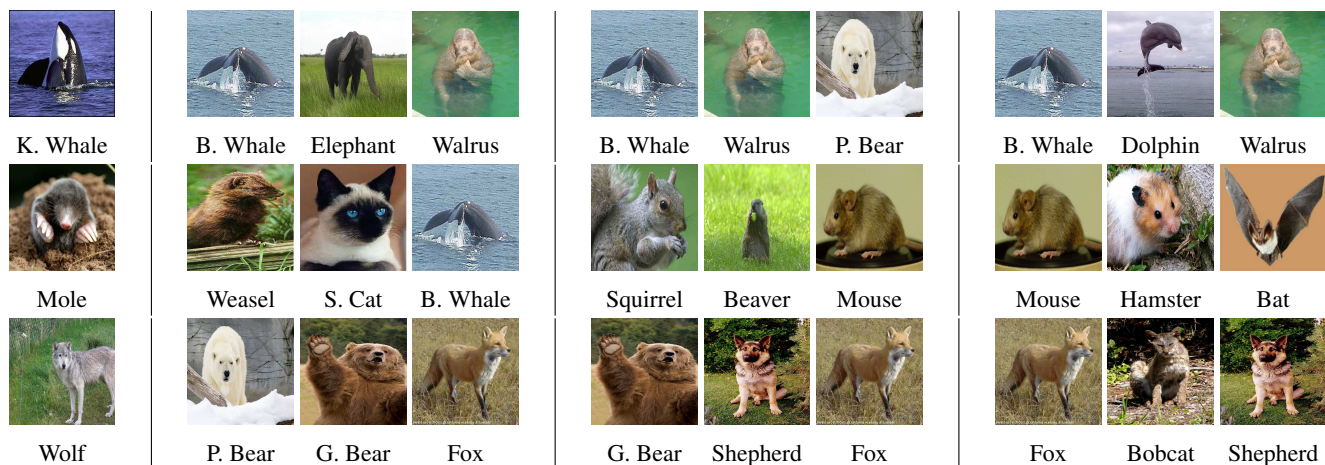 K. Whale B. Whale Elephant Walrus B. Whale Walrus P. Bear B. Whale Dolphin Walrus
Mole Weasel S. Cat B. Whale Squirrel Beaver Mouse Mouse Hamster Bat
Wolf P. Bear G. Bear Fox G. Bear Shepherd Fox Fox Bobcat Shepherd